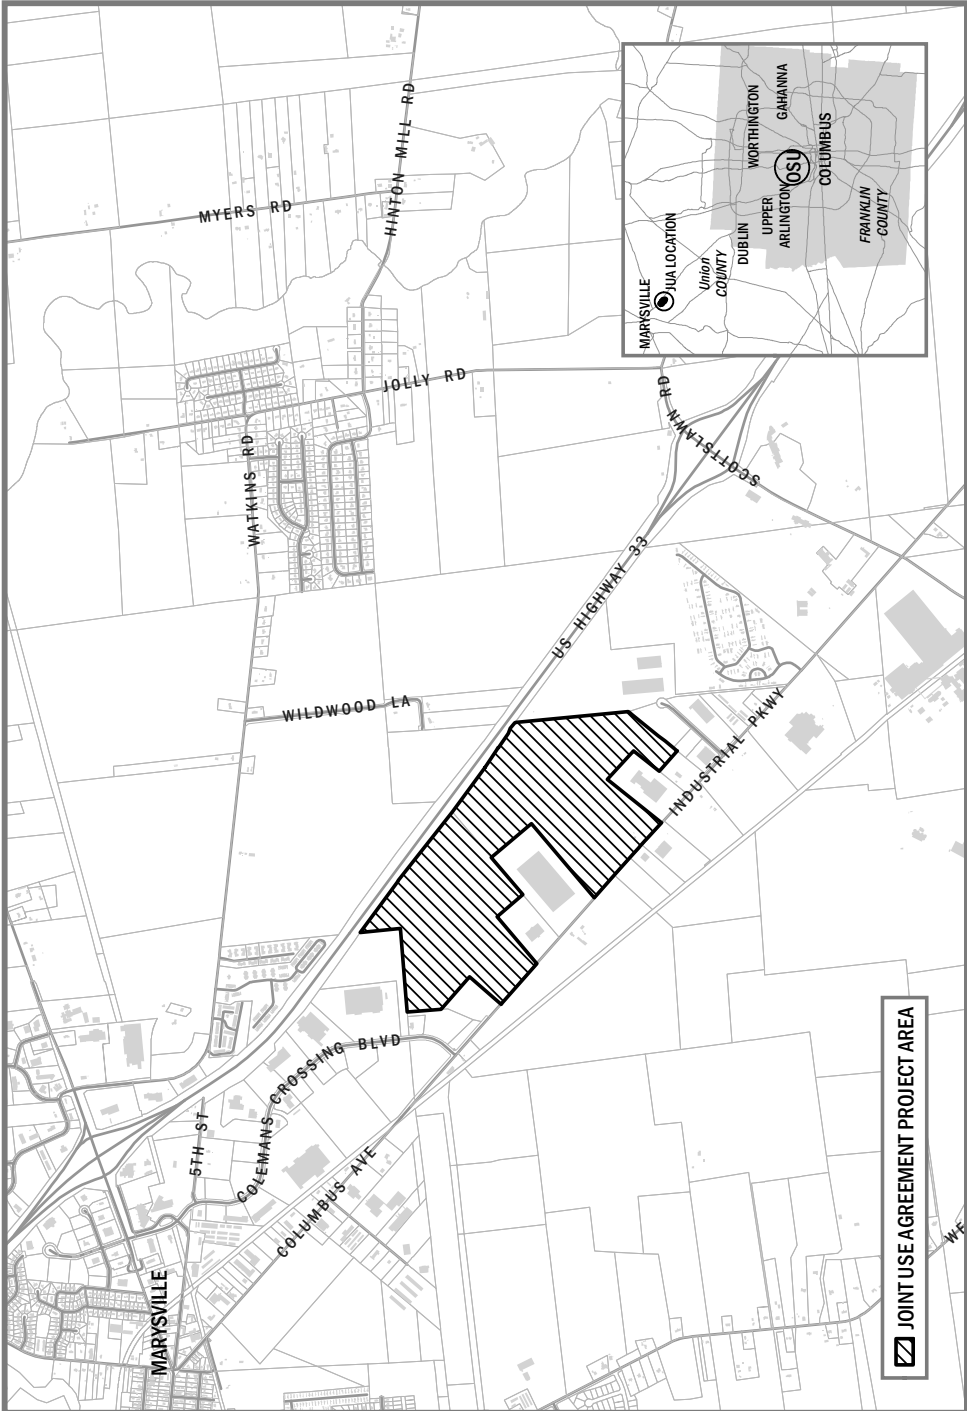 MYERS RD
HINTON MILL RD
JOLLY RD
WATKINS RD
SCOTTSLAWN RD
US HIGHWAY 33
WILDWOOD LA
INDUSTRIAL PKWY
COLEMANS CROSSING BLVD
5TH ST
COLUMBUS AVE
MARYSVILLE
WE
MARYSVILLE
JUA LOCATION
Union
COUNTY
DUBLIN
UPPER
ARLINGTON
OSU
WORTHINGTON
GAHANNA
COLUMBUS
FRANKLIN
COUNTY
JOINT USE AGREEMENT PROJECT AREA